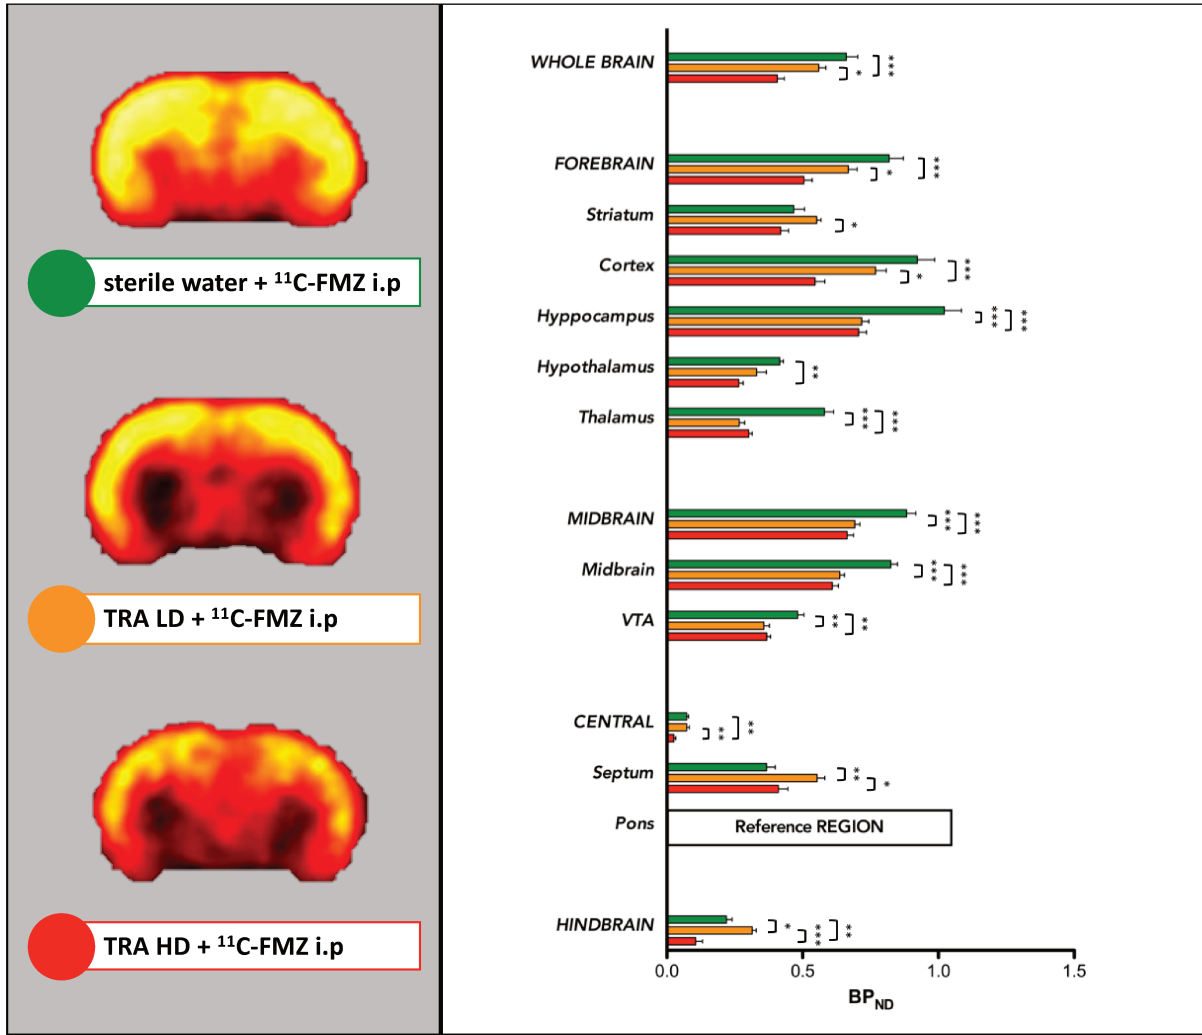 sterile water + ¹¹C-FMZ i.p
TRA LD + ¹¹C-FMZ i.p
TRA HD + ¹¹C-FMZ i.p
WHOLE BRAIN
*
***
FOREBRAIN
*
***
Striatum
*
Cortex
*
***
Hyppocampus
***
***
Hypothalamus
**
Thalamus
***
***
MIDBRAIN
***
***
Midbrain
***
***
VTA
**
**
CENTRAL
**
**
Septum
**
*
Pons
Reference REGION
HINDBRAIN
*
***
**
0.0 0.5 1.0 1.5
BP_ND